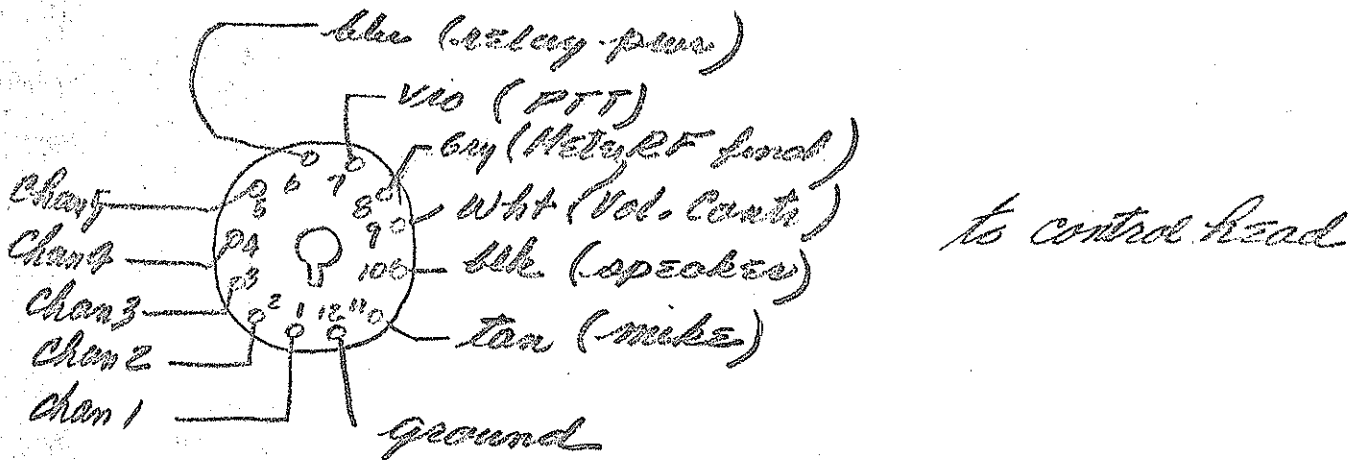 blu (relay pwr)
vio (PTT)
Gry (Mety RF final)
Wht (Vol. Contr)
blk (speaker)
tan (mike)
ground
chan 5
chan 4
chan 3
chan 2
chan 1
6 7
5 8
4 9
3 10
2 1 12 11
to control head